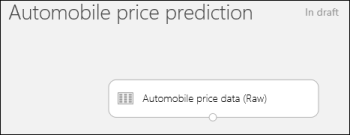 Automobile price prediction
In draft
Automobile price data (Raw)